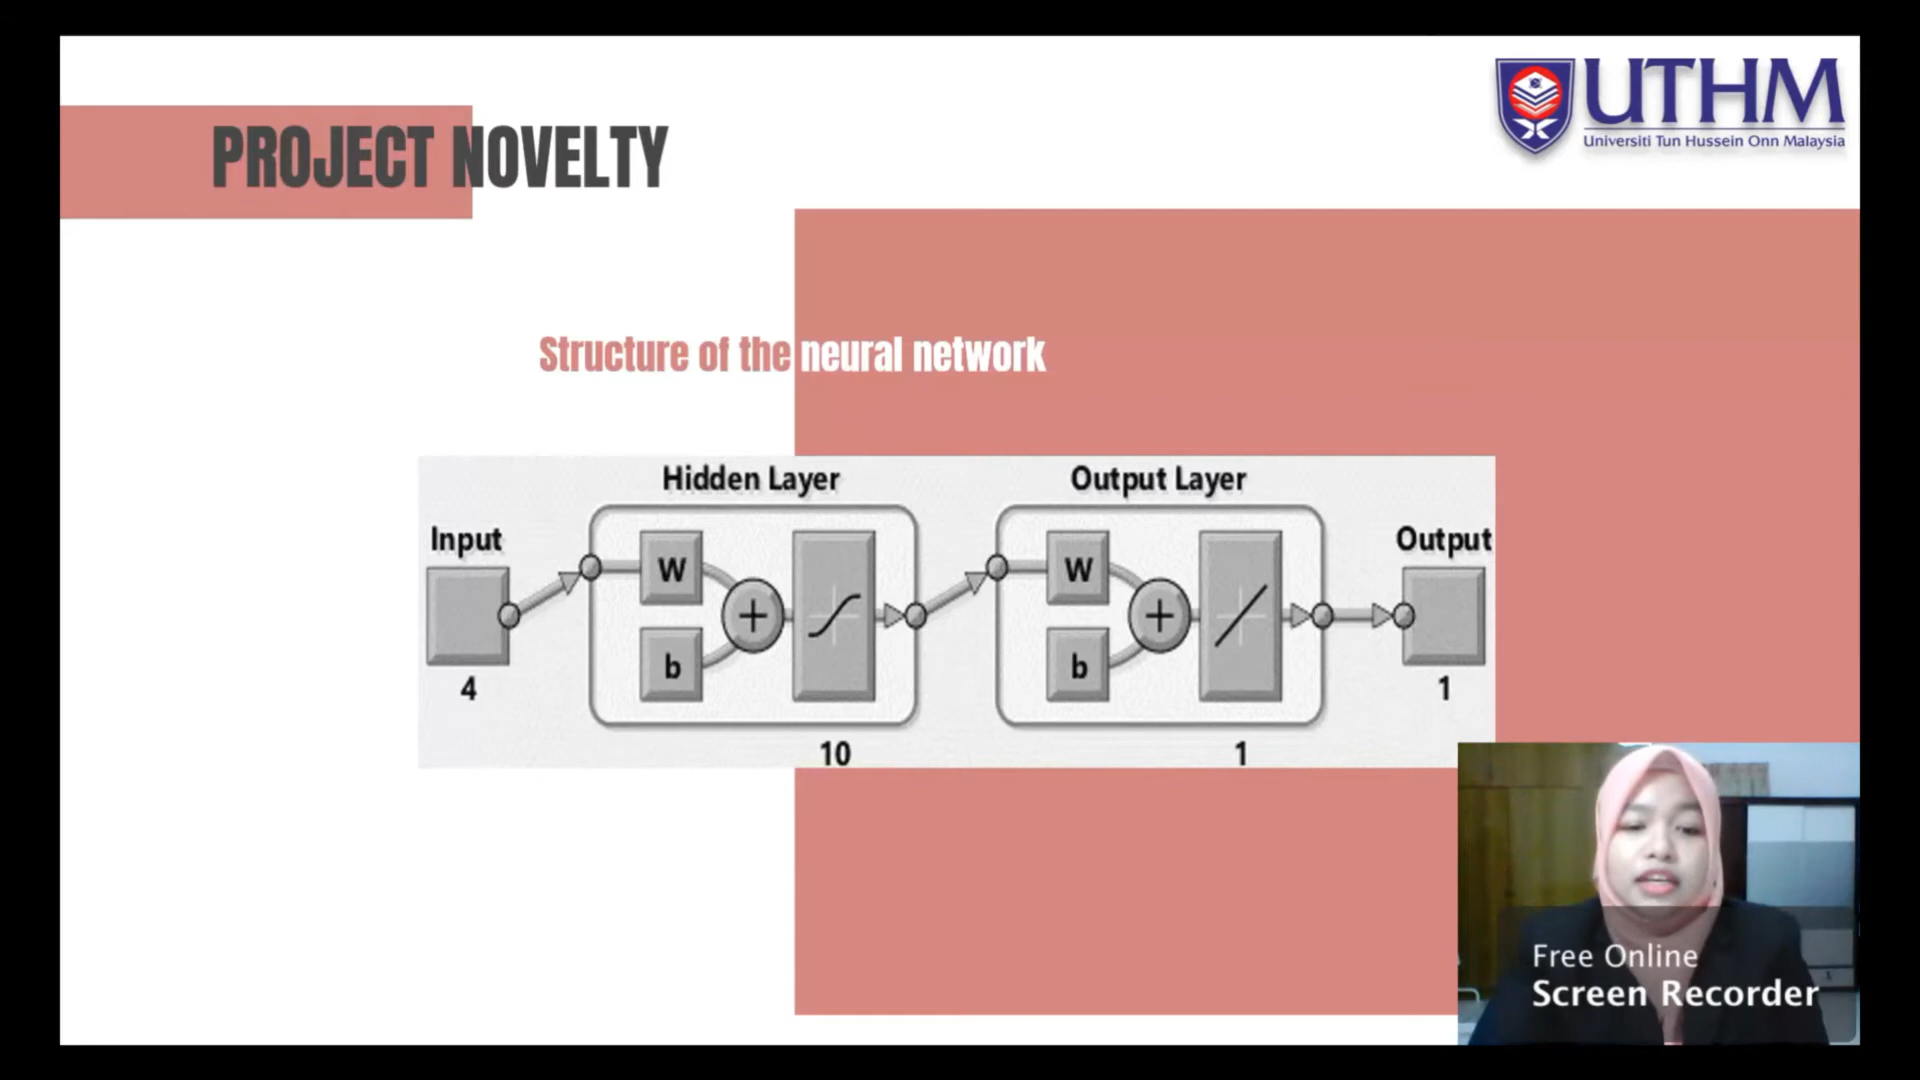 UTHM
Universiti Tun Hussein Onn Malaysia
PROJECT NOVELTY
Structure of the neural network
Hidden Layer
Output Layer
Input
Output
W
W
+
+
b
b
4
1
10
1
Free Online
Screen Recorder